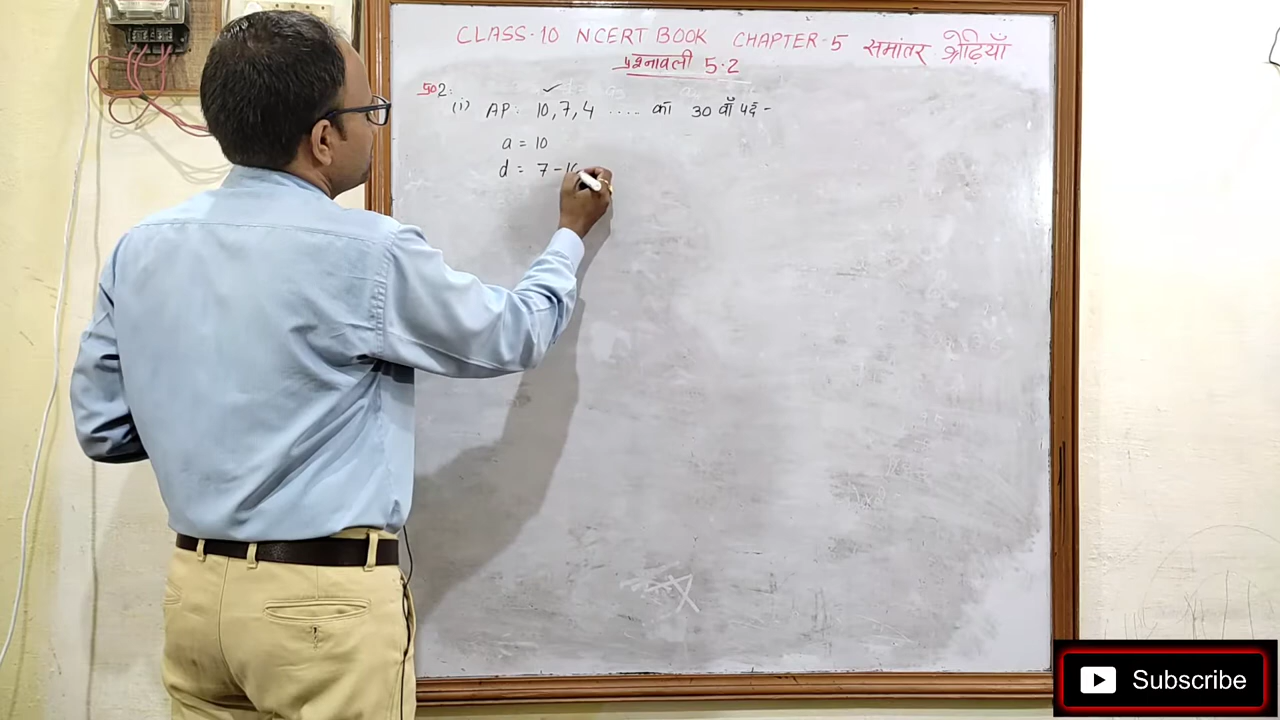 CLASS-10 NCERT BOOK CHAPTER-5 समांतर श्रेढ़ियाँ
प्रश्नावली 5.2
प्र02:
(i) AP: 10, 7, 4 ..... का 30 वाँ पद -
a = 10
d = 7 - 10
Subscribe